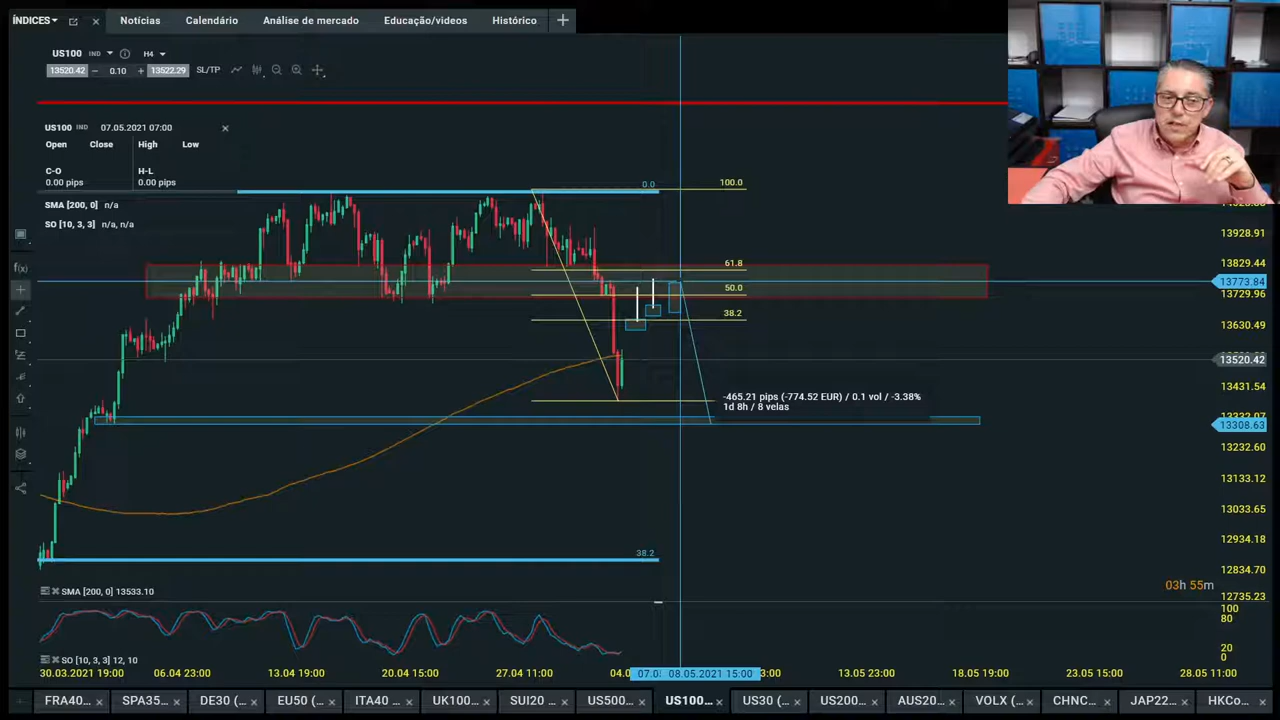 ÍNDICES Notícias Calendário Análise de mercado Educação/videos Histórico
US100 IND H4
13520.42 − 0.10 + 13522.29 SL/TP
US100 IND 07.05.2021 07:00
Open Close High Low
C-O H-L
0.00 pips 0.00 pips
SMA [200, 0] n/a
SO [10, 3, 3] n/a, n/a
0.0
100.0
61.8
50.0
38.2
f(x)
-465.21 pips (-774.52 EUR) / 0.1 vol / -3.38%
1d 8h / 8 velas
38.2
13928.91
13829.44
13773.84
13729.96
13630.49
13520.42
13431.54
13308.63
13232.60
13133.12
13033.65
12934.18
12834.70
12735.23
03h 55m
SMA [200, 0] 13533.10
100
80
20
0
SO [10, 3, 3] 12, 10
30.03.2021 19:00 06.04 23:00 13.04 19:00 20.04 15:00 27.04 11:00 08.05.2021 15:00 13.05 23:00 18.05 19:00 23.05 15:00 28.05 11:00
FRA40... SPA35... DE30 (... EU50 (... ITA40 ... UK100... SUI20 ... US500... US100... US30 (... US200... AUS20... VOLX (... CHNC... JAP22... HKCo...